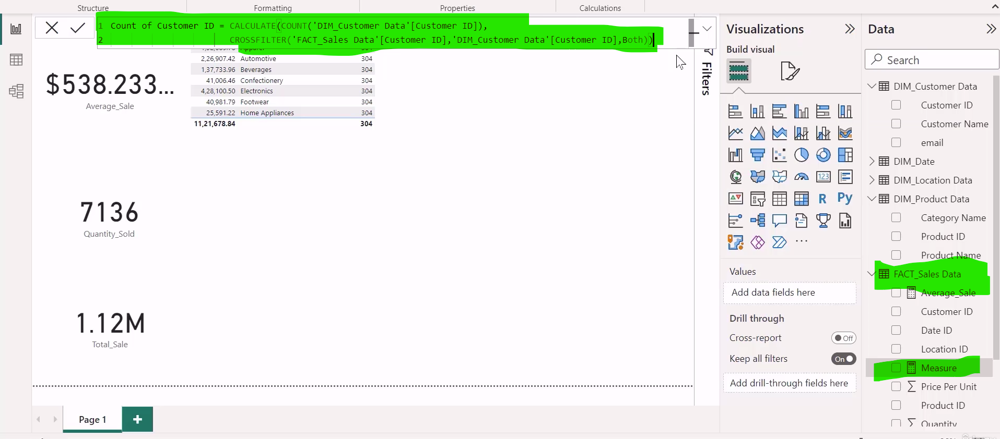 Structure Formatting Properties Calculations
1 Count of Customer ID = CALCULATE(COUNT('DIM_Customer Data'[Customer ID]),
2 CROSSFILTER('FACT_Sales Data'[Customer ID],'DIM_Customer Data'[Customer ID],Both))
2,26,907.42 Automotive 304
1,37,733.96 Beverages 304
41,006.46 Confectionery 304
4,28,100.50 Electronics 304
40,981.79 Footwear 304
25,591.22 Home Appliances 304
11,21,678.84 304
$538.233...
Average_Sale
7136
Quantity_Sold
1.12M
Total_Sale
Page 1
Filters
Visualizations
Build visual
123
R Py
Values
Add data fields here
Drill through
Cross-report Off
Keep all filters On
Add drill-through fields here
Data
Search
DIM_Customer Data
Customer ID
Customer Name
email
DIM_Date
DIM_Location Data
DIM_Product Data
Category Name
Product ID
Product Name
FACT_Sales Data
Average_Sale
Customer ID
Date ID
Location ID
Measure
Price Per Unit
Product ID
Quantity